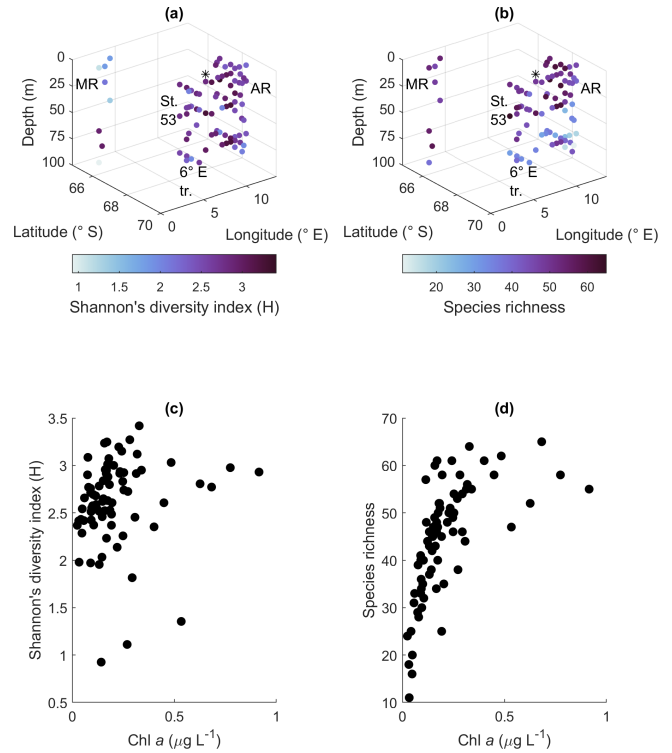 (a)
(b)
0
25
50
75
100
Depth (m)
MR
AR
*
St.
53
6° E
tr.
66
68
70
0
5
10
Latitude (° S)
Longitude (° E)
0
25
50
75
100
Depth (m)
MR
AR
*
St.
53
6° E
tr.
66
68
70
0
5
10
Latitude (° S)
Longitude (° E)
1 1.5 2 2.5 3
Shannon's diversity index (H)
20 30 40 50 60
Species richness
(c)
3.5
3
2.5
2
1.5
1
0.5
Shannon's diversity index (H)
0 0.5 1
Chl a (μg L⁻¹)
(d)
70
60
50
40
30
20
10
Species richness
0 0.5 1
Chl a (μg L⁻¹)